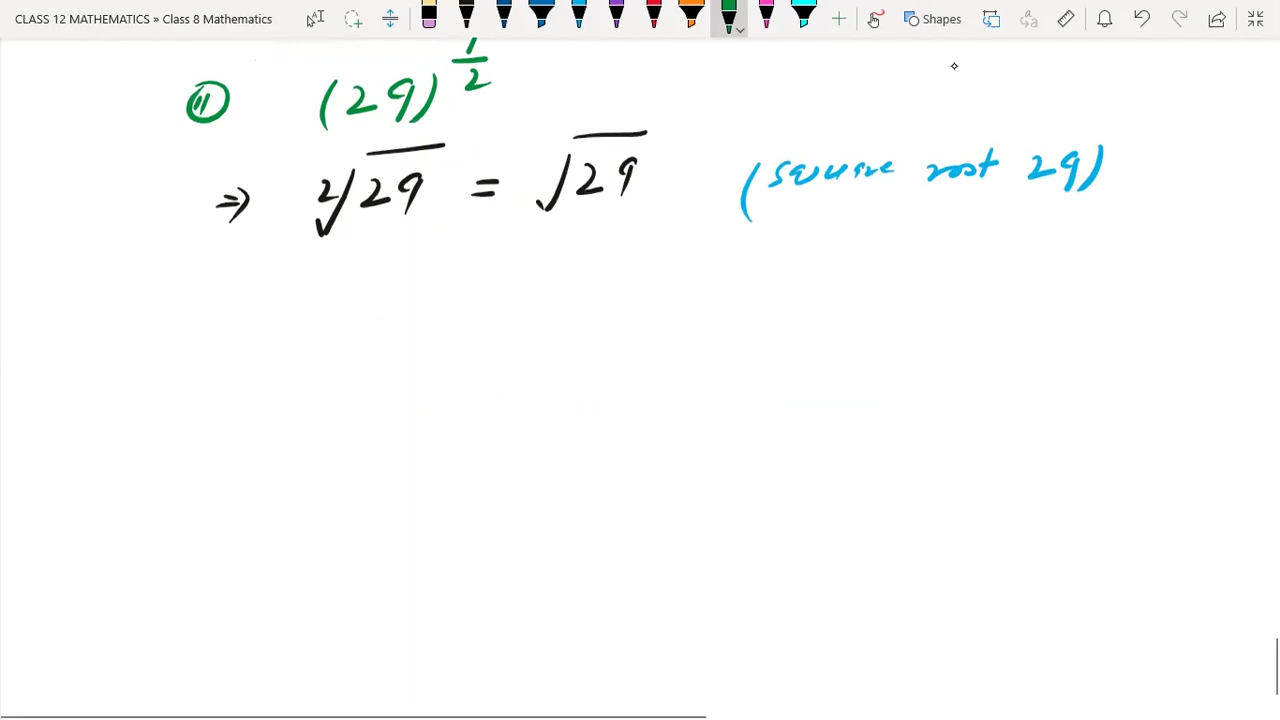 CLASS 12 MATHEMATICS » Class 8 Mathematics Shapes
(ii) (29)^(1/2)
⇒ ²√29 = √29 (square root 29)